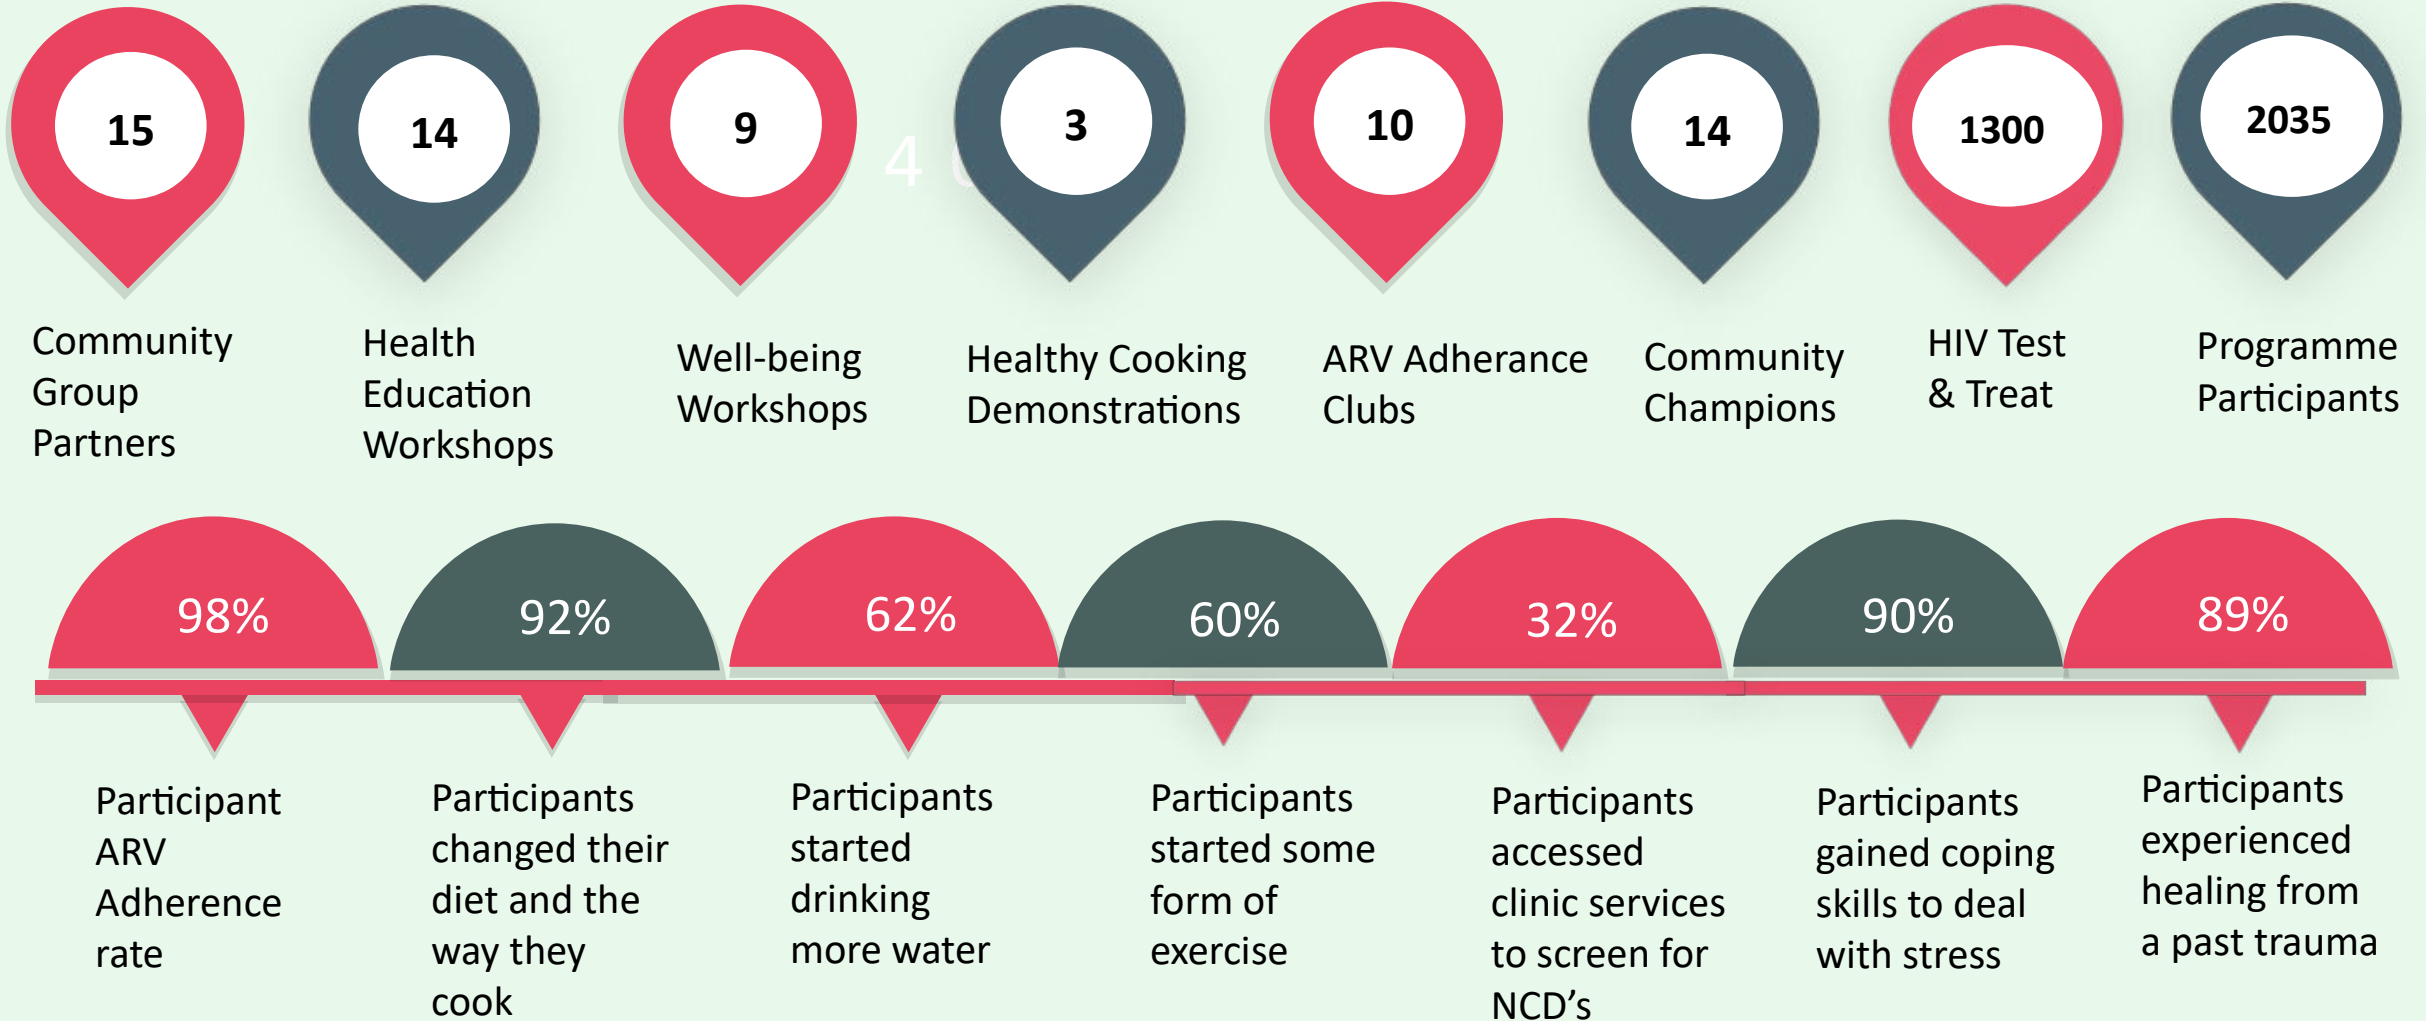 15
14
9
3
10
14
1300
2035
4
Community
Group
Partners
Health
Education
Workshops
Well-being
Workshops
Healthy Cooking
Demonstrations
ARV Adherance
Clubs
Community
Champions
HIV Test
& Treat
Programme
Participants
98%
92%
62%
60%
32%
90%
89%
Participant
ARV
Adherence
rate
Participants
changed their
diet and the
way they
cook
Participants
started
drinking
more water
Participants
started some
form of
exercise
Participants
accessed
clinic services
to screen for
NCD’s
Participants
gained coping
skills to deal
with stress
Participants
experienced
healing from
a past trauma